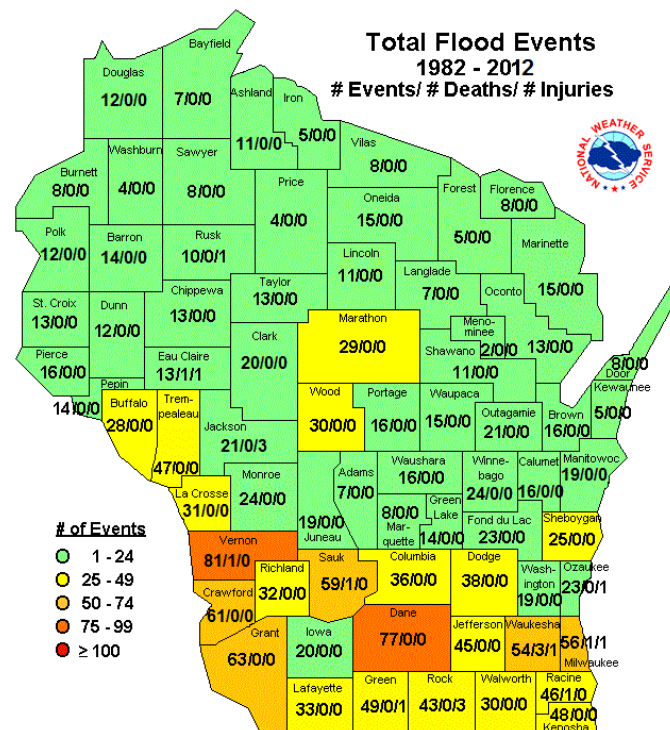 Total Flood Events
1982 - 2012
# Events/ # Deaths/ # Injuries
NATIONAL WEATHER SERVICE
Douglas
12/0/0
Bayfield
7/0/0
Ashland
11/0/0
Iron
5/0/0
Vilas
8/0/0
Burnett
8/0/0
Washburn
4/0/0
Sawyer
8/0/0
Price
4/0/0
Oneida
15/0/0
Forest
5/0/0
Florence
8/0/0
Marinette
15/0/0
Polk
12/0/0
Barron
14/0/0
Rusk
10/0/1
Lincoln
11/0/0
Langlade
7/0/0
Oconto
13/0/0
St. Croix
13/0/0
Dunn
12/0/0
Chippewa
13/0/0
Taylor
13/0/0
Clark
20/0/0
Marathon
29/0/0
Meno-
minee
2/0/0
Shawano
11/0/0
8/0/0
Door
Pierce
16/0/0
Pepin
14/0/0
Eau Claire
13/1/1
Buffalo
28/0/0
Trem-
pealeau
47/0/0
Jackson
21/0/3
Wood
30/0/0
Portage
16/0/0
Waupaca
15/0/0
Outagamie
21/0/0
Brown
16/0/0
Kewaunee
5/0/0
La Crosse
31/0/0
Monroe
24/0/0
19/0/0
Juneau
Adams
7/0/0
Waushara
16/0/0
Winne-
bago
24/0/0
Calumet
16/0/0
Manitowoc
19/0/0
8/0/0
Mar-
quette
Green
Lake
14/0/0
Fond du Lac
23/0/0
Sheboygan
25/0/0
Vernon
81/1/0
Crawford
61/0/0
Richland
32/0/0
Sauk
59/1/0
Columbia
36/0/0
Dodge
38/0/0
Wash-
ington
19/0/0
Ozaukee
23/0/1
Grant
63/0/0
Iowa
20/0/0
Dane
77/0/0
Jefferson
45/0/0
Waukesha
54/3/1
56/1/1
Milwaukee
Lafayette
33/0/0
Green
49/0/1
Rock
43/0/3
Walworth
30/0/0
Racine
46/1/0
48/0/0
Kenosha
# of Events
1 - 24
25 - 49
50 - 74
75 - 99
≥ 100